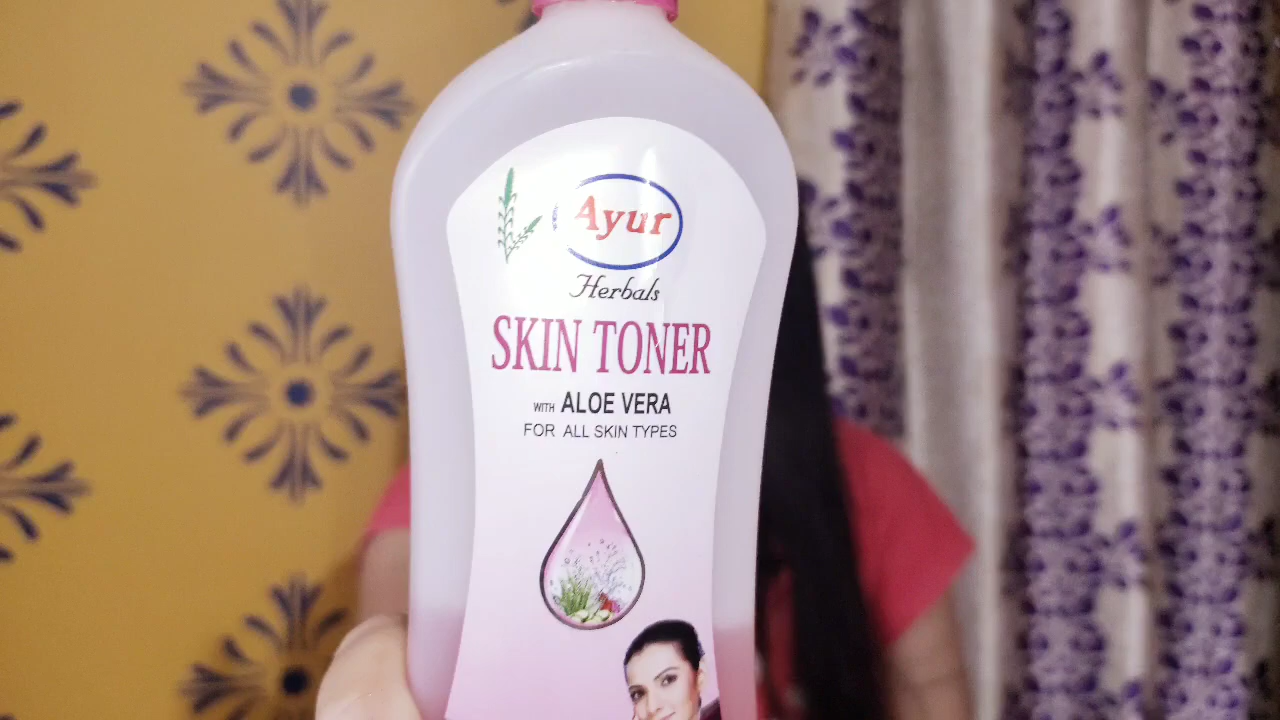 Ayur
Herbals
SKIN TONER
WITH ALOE VERA
FOR ALL SKIN TYPES